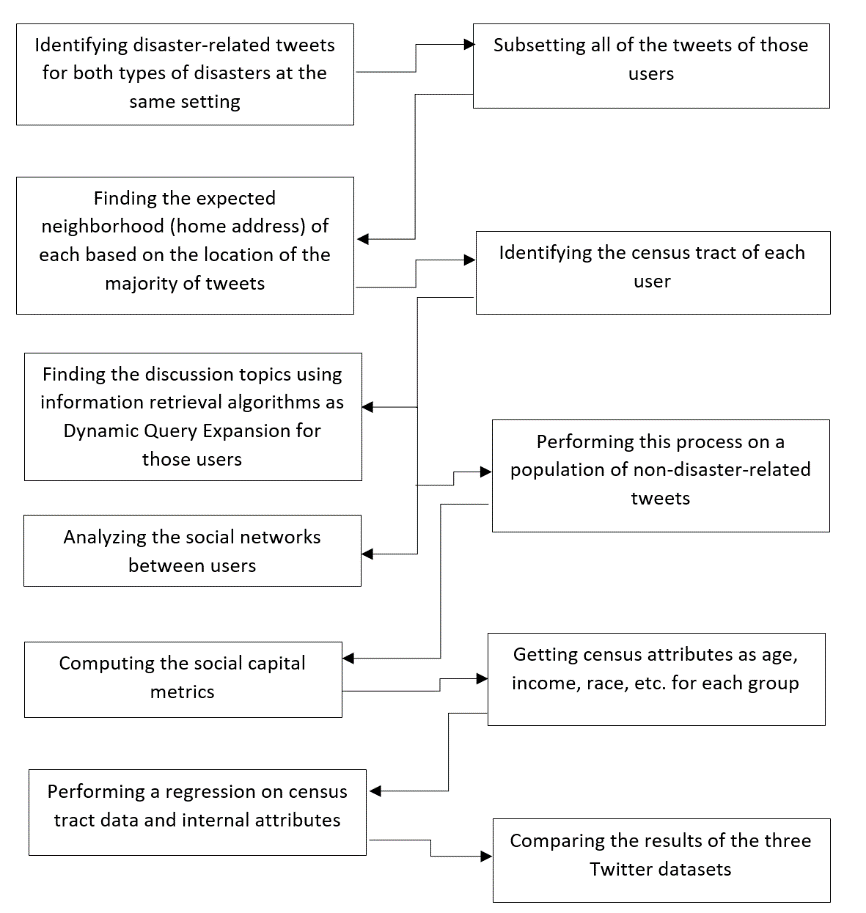 Identifying disaster-related tweets
for both types of disasters at the
same setting
Subsetting all of the tweets of those
users
Finding the expected
neighborhood (home address) of
each based on the location of the
majority of tweets
Identifying the census tract of each
user
Finding the discussion topics using
information retrieval algorithms as
Dynamic Query Expansion for
those users
Analyzing the social networks
between users
Performing this process on a
population of non-disaster-related
tweets
Computing the social capital
metrics
Getting census attributes as age,
income, race, etc. for each group
Performing a regression on census
tract data and internal attributes
Comparing the results of the three
Twitter datasets